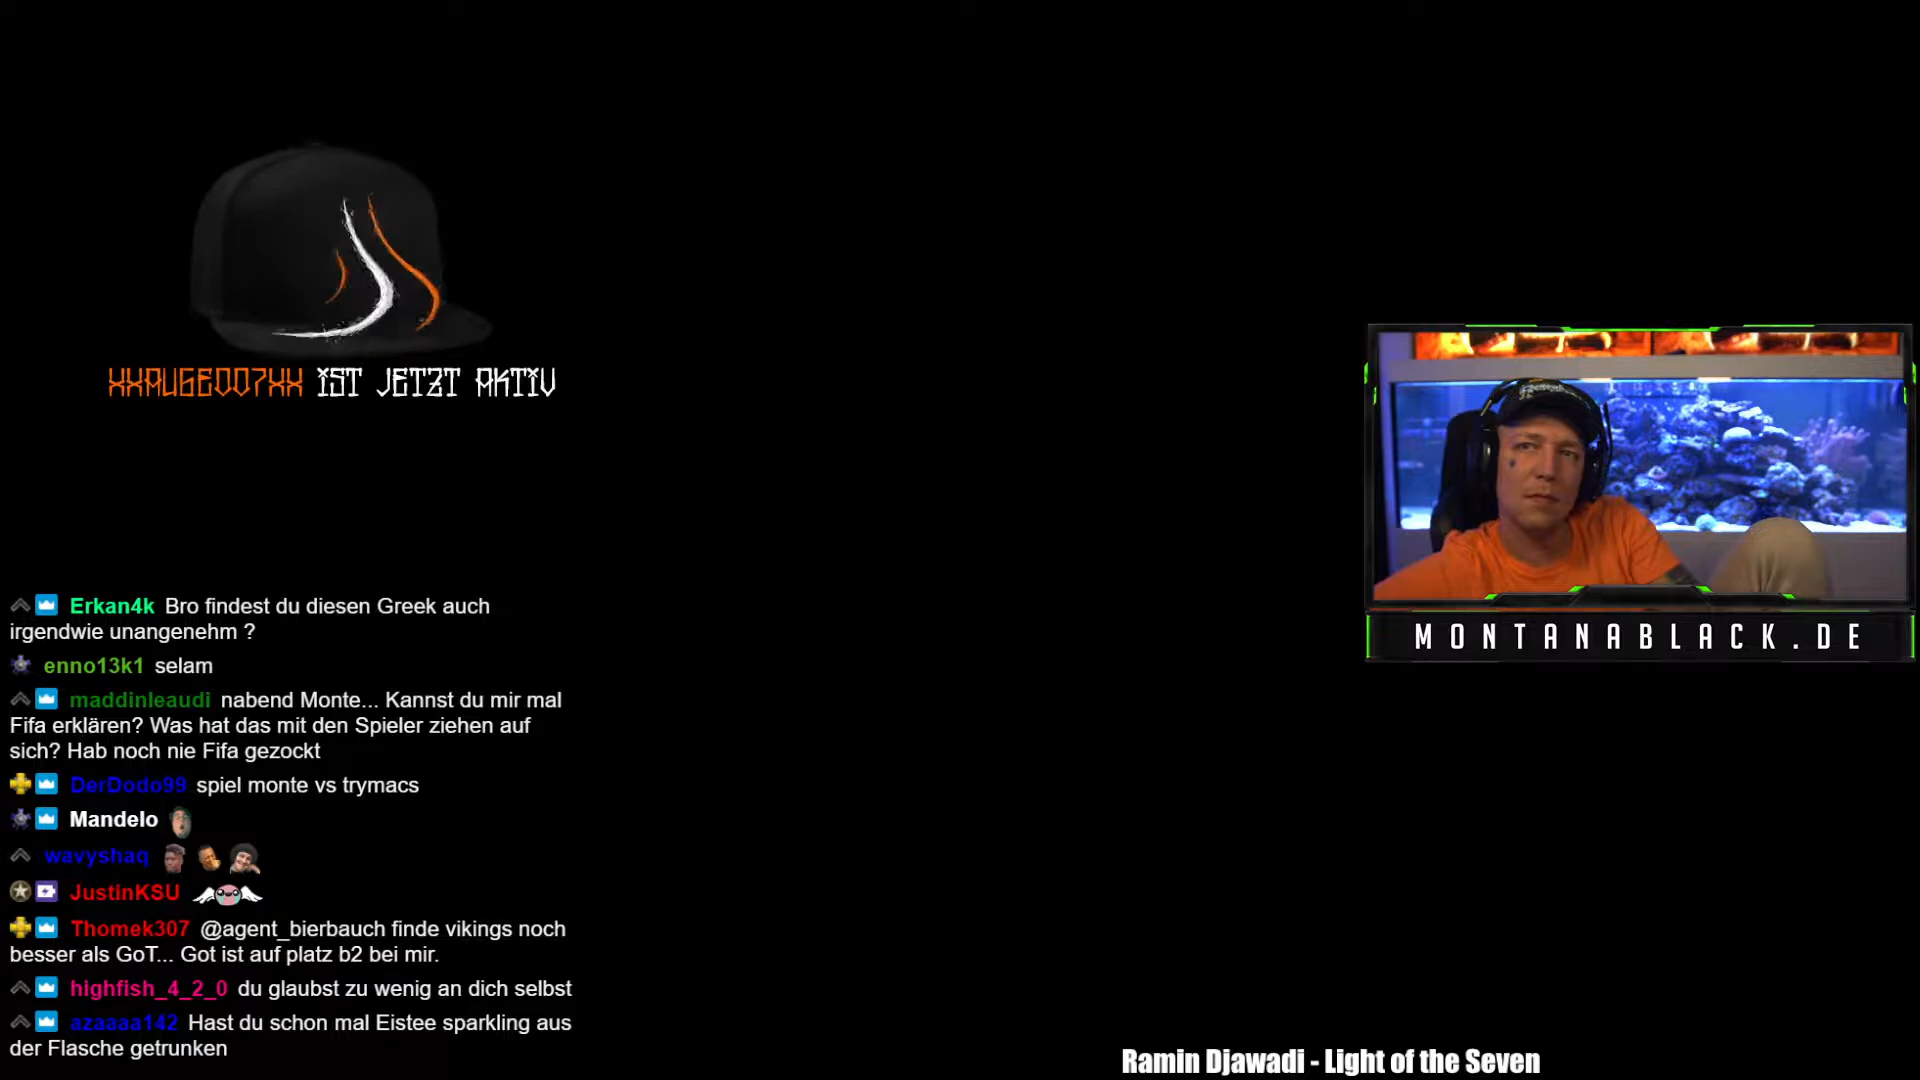 XXAUGE007XX IST JETZT AKTIV
Erkan4k Bro findest du diesen Greek auch
irgendwie unangenehm ?
enno13k1 selam
maddinleaudi nabend Monte... Kannst du mir mal
Fifa erklären? Was hat das mit den Spieler ziehen auf
sich? Hab noch nie Fifa gezockt
DerDodo99 spiel monte vs trymacs
Mandelo
wavyshaq
JustInKSU
Thomek307 @agent_bierbauch finde vikings noch
besser als GoT... Got ist auf platz b2 bei mir.
highfish_4_2_0 du glaubst zu wenig an dich selbst
azaaaa142 Hast du schon mal Eistee sparkling aus
der Flasche getrunken
MONTANABLACK.DE
Ramin Djawadi - Light of the Seven